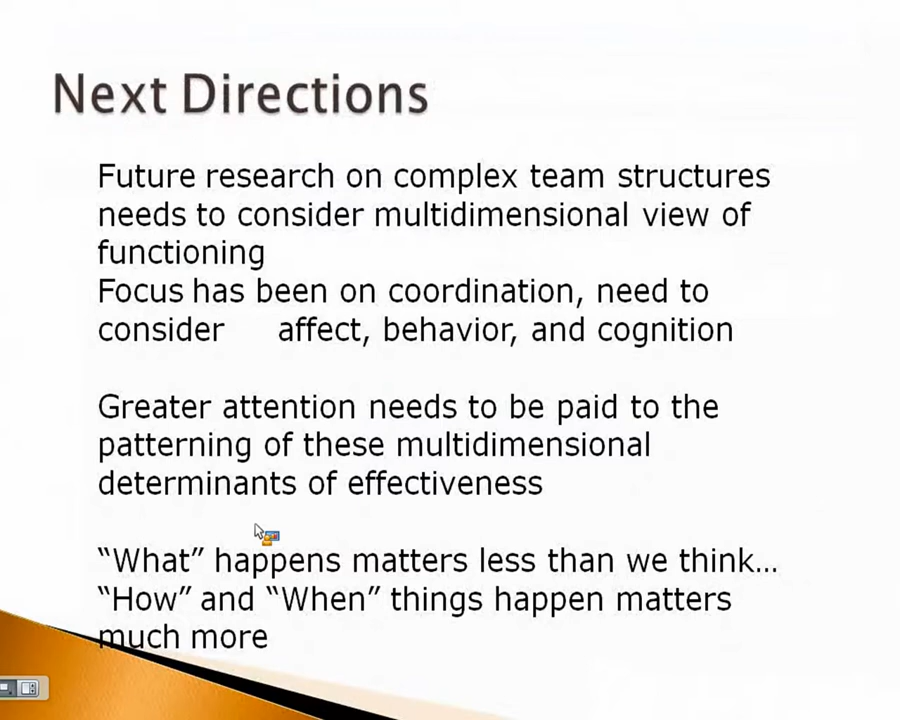 Next Directions
Future research on complex team structures
needs to consider multidimensional view of
functioning
Focus has been on coordination, need to
consider affect, behavior, and cognition
Greater attention needs to be paid to the
patterning of these multidimensional
determinants of effectiveness
“What” happens matters less than we think…
“How” and “When” things happen matters
much more